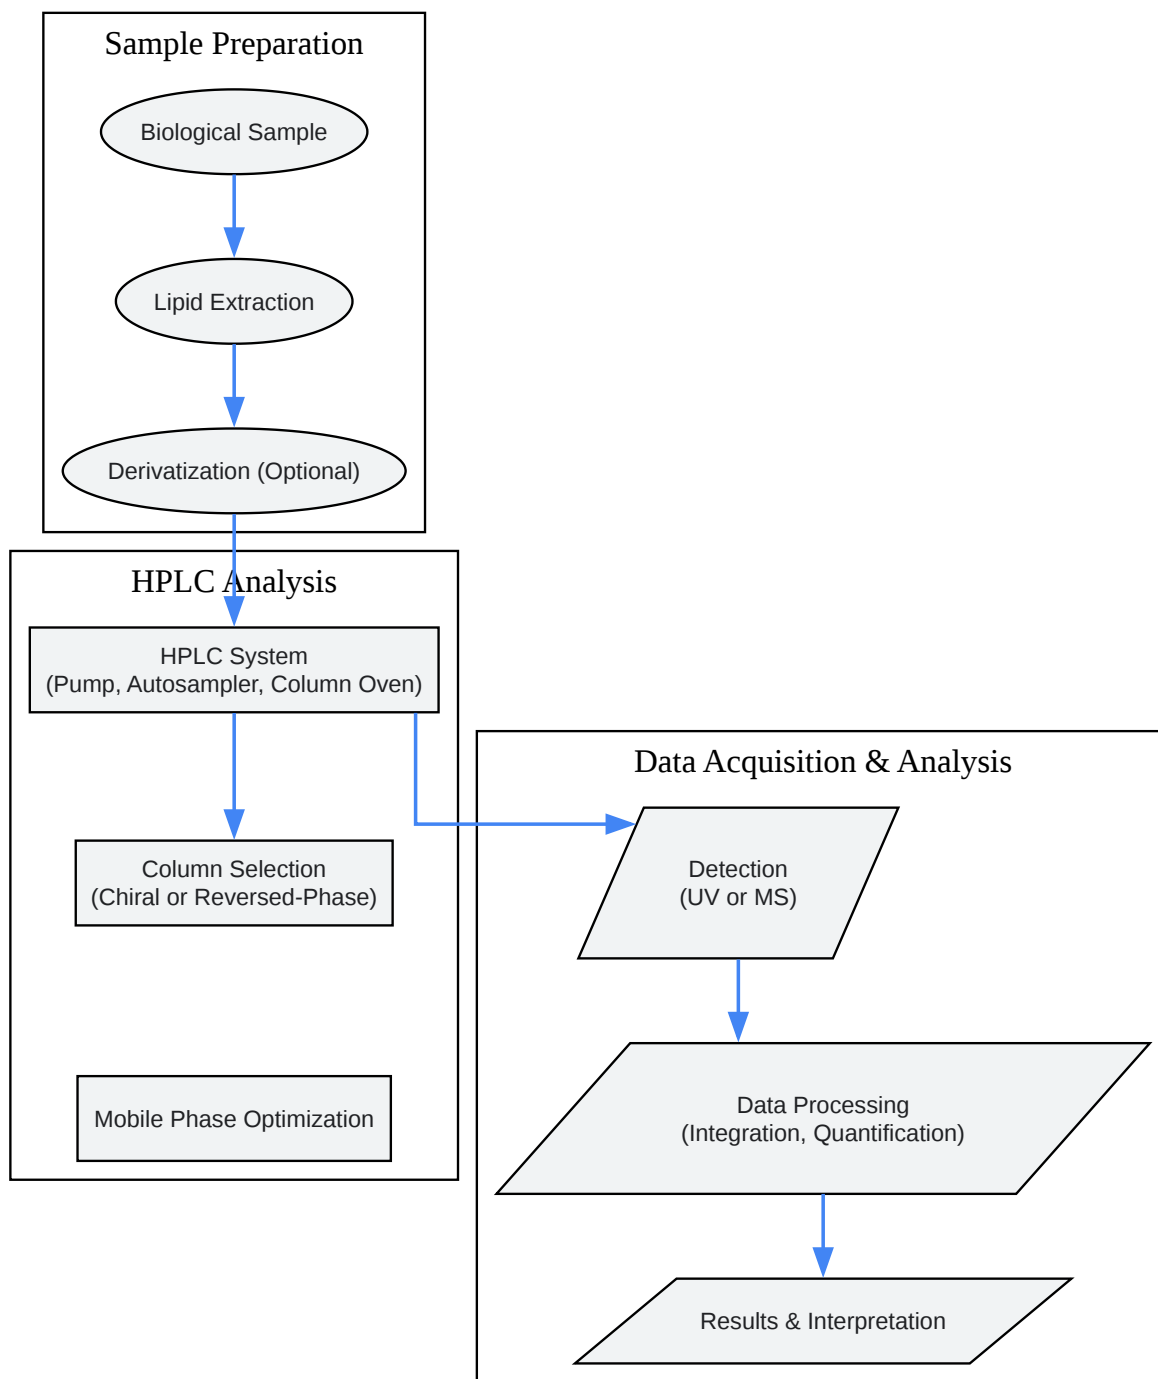 Sample Preparation
Biological Sample
Lipid Extraction
Derivatization (Optional)
HPLC Analysis
HPLC System
(Pump, Autosampler, Column Oven)
Column Selection
(Chiral or Reversed-Phase)
Mobile Phase Optimization
Data Acquisition & Analysis
Detection
(UV or MS)
Data Processing
(Integration, Quantification)
Results & Interpretation